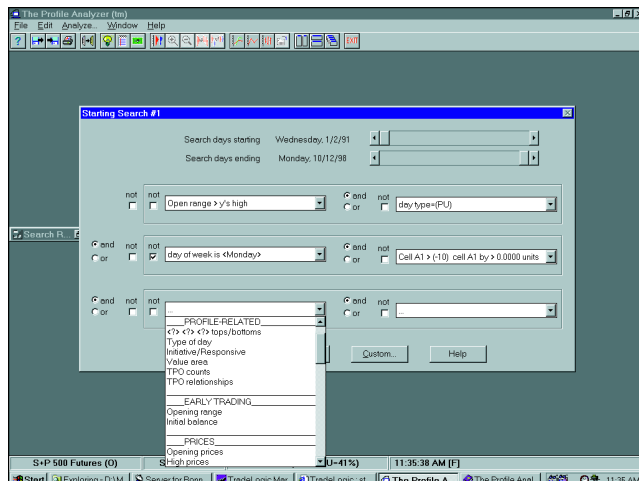 The Profile Analyzer (tm)
File Edit Analyze... Window Help
EXIT
Starting Search #1
Search days starting Wednesday, 1/2/91
Search days ending Monday, 10/12/98
not not and not
Open range > y's high or day type=(PU)
Search R...
and not not and not
or day of week is <Monday> or Cell A1 > (-10) cell A1 by > 0.0000 units
and not not and not
or ... or ...
___PROFILE-RELATED___
<?> <?> <?> tops/bottoms
Type of day
Initiative/Responsive
Value area
TPO counts
TPO relationships
___EARLY TRADING___
Opening range
Initial balance
___PRICES___
Opening prices
High prices
Custom... Help
S+P 500 Futures (O) U-41%) 11:35:38 AM [F]
Start Exploring - D:\M Server for Bonn TradeLogic Mar TradeLogic: st The Profile A... The Profile Anal 11:35 AM